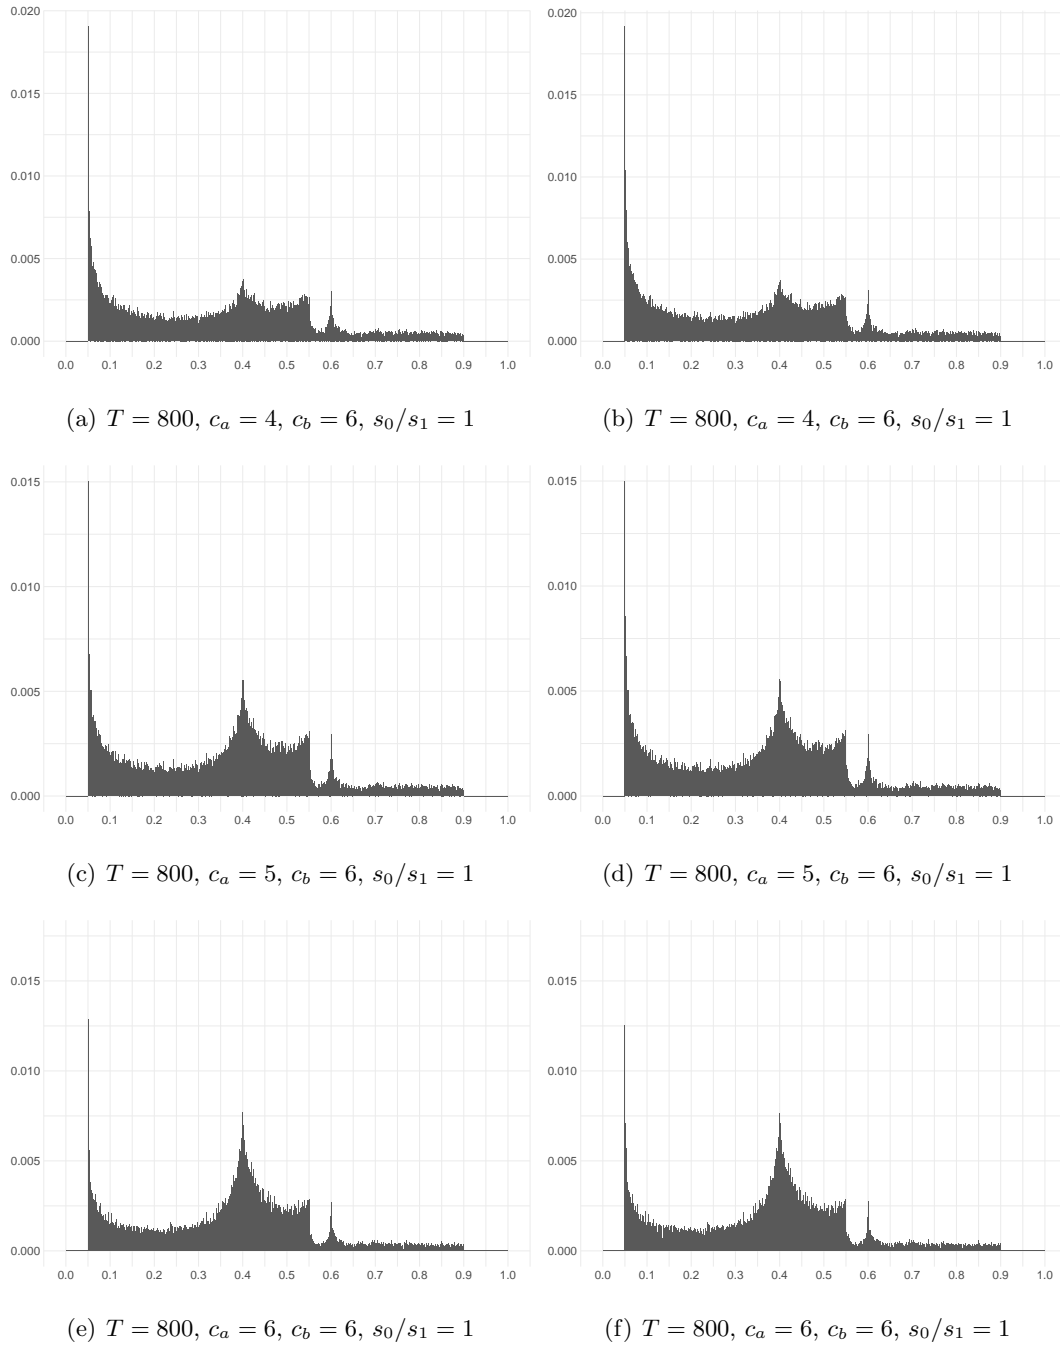 0.020
0.015
0.010
0.005
0.000
0.0 0.1 0.2 0.3 0.4 0.5 0.6 0.7 0.8 0.9 1.0
(a) T = 800, c_a = 4, c_b = 6, s_0/s_1 = 1
0.020
0.015
0.010
0.005
0.000
0.0 0.1 0.2 0.3 0.4 0.5 0.6 0.7 0.8 0.9 1.0
(b) T = 800, c_a = 4, c_b = 6, s_0/s_1 = 1
0.015
0.010
0.005
0.000
0.0 0.1 0.2 0.3 0.4 0.5 0.6 0.7 0.8 0.9 1.0
(c) T = 800, c_a = 5, c_b = 6, s_0/s_1 = 1
0.015
0.010
0.005
0.000
0.0 0.1 0.2 0.3 0.4 0.5 0.6 0.7 0.8 0.9 1.0
(d) T = 800, c_a = 5, c_b = 6, s_0/s_1 = 1
0.015
0.010
0.005
0.000
0.0 0.1 0.2 0.3 0.4 0.5 0.6 0.7 0.8 0.9 1.0
(e) T = 800, c_a = 6, c_b = 6, s_0/s_1 = 1
0.015
0.010
0.005
0.000
0.0 0.1 0.2 0.3 0.4 0.5 0.6 0.7 0.8 0.9 1.0
(f) T = 800, c_a = 6, c_b = 6, s_0/s_1 = 1